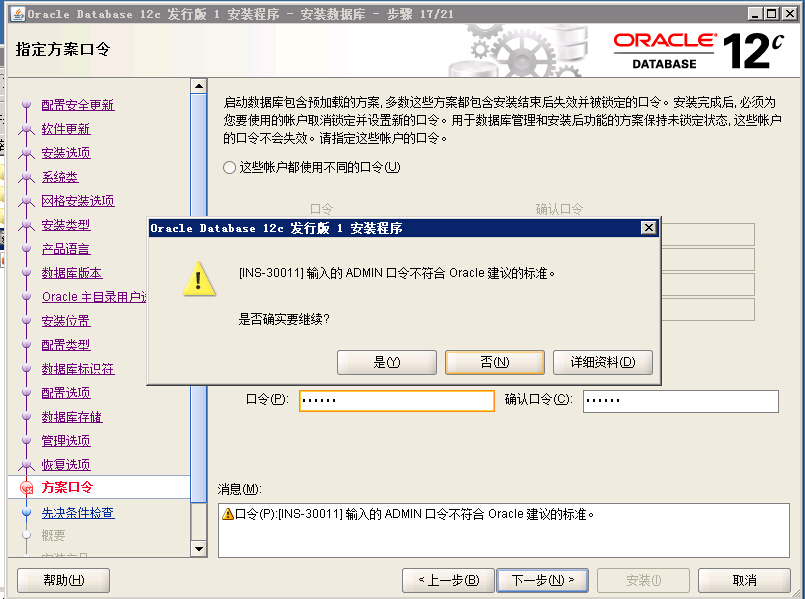 Oracle Database 12c 发行版 1 安装程序 - 安装数据库 - 步骤 17/21
指定方案口令
ORACLE®
DATABASE
12c
配置安全更新
软件更新
安装选项
系统类
网格安装选项
安装类型
产品语言
数据库版本
Oracle 主目录用户
安装位置
配置类型
数据库标识符
配置选项
数据库存储
管理选项
恢复选项
方案口令
先决条件检查
概要
启动数据库包含预加载的方案, 多数这些方案都包含安装结束后失效并被锁定的口令。安装完成后, 必须为
您要使用的帐户取消锁定并设置新的口令。用于数据库管理和安装后功能的方案保持未锁定状态, 这些帐户
的口令不会失效。请指定这些帐户的口令。
这些帐户都使用不同的口令(U)
口令 确认口令
Oracle Database 12c 发行版 1 安装程序
[INS-30011] 输入的 ADMIN 口令不符合 Oracle 建议的标准。
是否确实要继续?
是(Y) 否(N) 详细资料(D)
口令(P): •••••• 确认口令(C): ••••••
消息(M):
口令(P):[INS-30011] 输入的 ADMIN 口令不符合 Oracle 建议的标准。
帮助(H) < 上一步(B) 下一步(N) > 安装(I) 取消